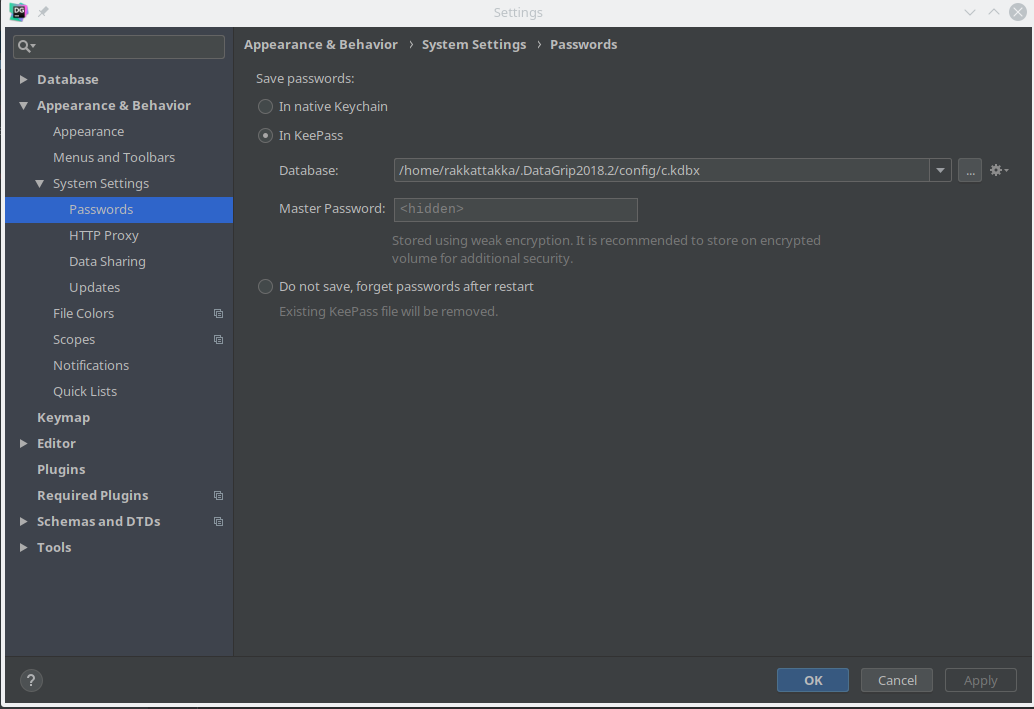 DG
Settings
Database
Appearance & Behavior
Appearance
Menus and Toolbars
System Settings
Passwords
HTTP Proxy
Data Sharing
Updates
File Colors
Scopes
Notifications
Quick Lists
Keymap
Editor
Plugins
Required Plugins
Schemas and DTDs
Tools
Appearance & Behavior › System Settings › Passwords
Save passwords:
In native Keychain
In KeePass
Database: /home/rakkattakka/.DataGrip2018.2/config/c.kdbx ...
Master Password: <hidden>
Stored using weak encryption. It is recommended to store on encrypted
volume for additional security.
Do not save, forget passwords after restart
Existing KeePass file will be removed.
? OK Cancel Apply